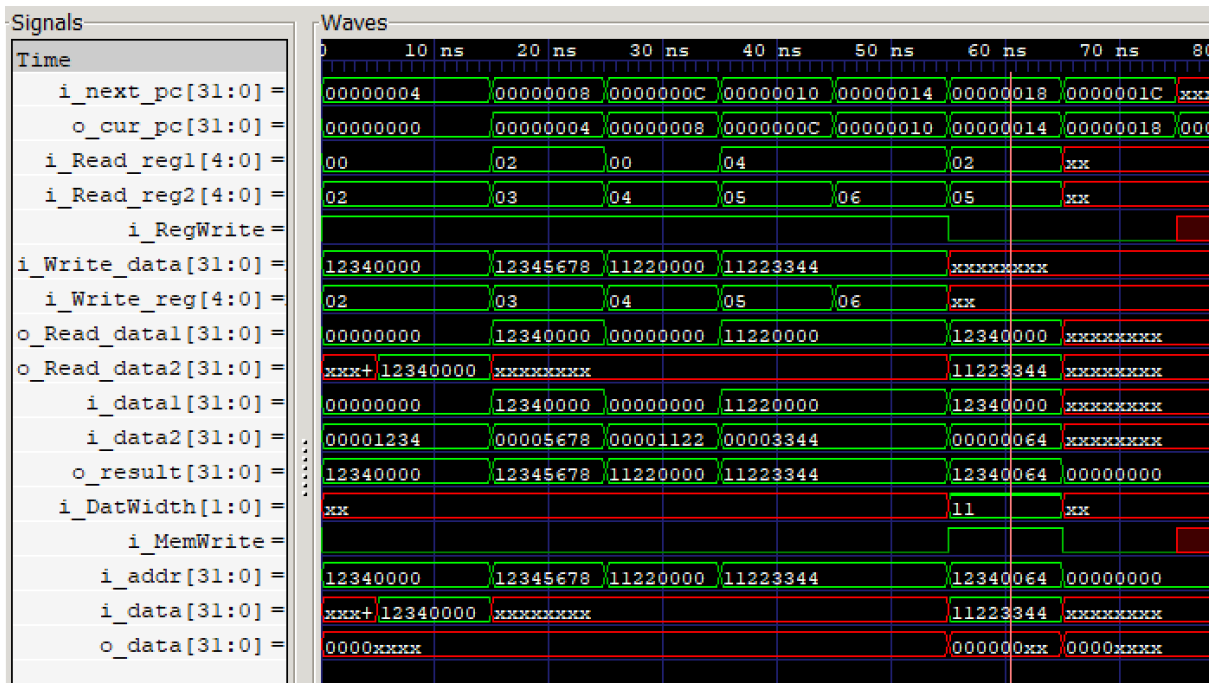 Signals Waves
Time 10 ns 20 ns 30 ns 40 ns 50 ns 60 ns 70 ns 80
i_next_pc[31:0] = 00000004 00000008 0000000C 00000010 00000014 00000018 0000001C xxx
o_cur_pc[31:0] = 00000000 00000004 00000008 0000000C 00000010 00000014 00000018 000
i_Read_reg1[4:0] = 00 02 00 04 02 xx
i_Read_reg2[4:0] = 02 03 04 05 06 05 xx
i_RegWrite =
i_Write_data[31:0] = 12340000 12345678 11220000 11223344 xxxxxxxx
i_Write_reg[4:0] = 02 03 04 05 06 xx
o_Read_data1[31:0] = 00000000 12340000 00000000 11220000 12340000 xxxxxxxx
o_Read_data2[31:0] = xxx+ 12340000 xxxxxxxx 11223344 xxxxxxxx
i_data1[31:0] = 00000000 12340000 00000000 11220000 12340000 xxxxxxxx
i_data2[31:0] = 00001234 00005678 00001122 00003344 00000064 xxxxxxxx
o_result[31:0] = 12340000 12345678 11220000 11223344 12340064 00000000
i_DatWidth[1:0] = xx 11 xx
i_MemWrite =
i_addr[31:0] = 12340000 12345678 11220000 11223344 12340064 00000000
i_data[31:0] = xxx+ 12340000 xxxxxxxx 11223344 xxxxxxxx
o_data[31:0] = 0000xxxx 000000xx 0000xxxx